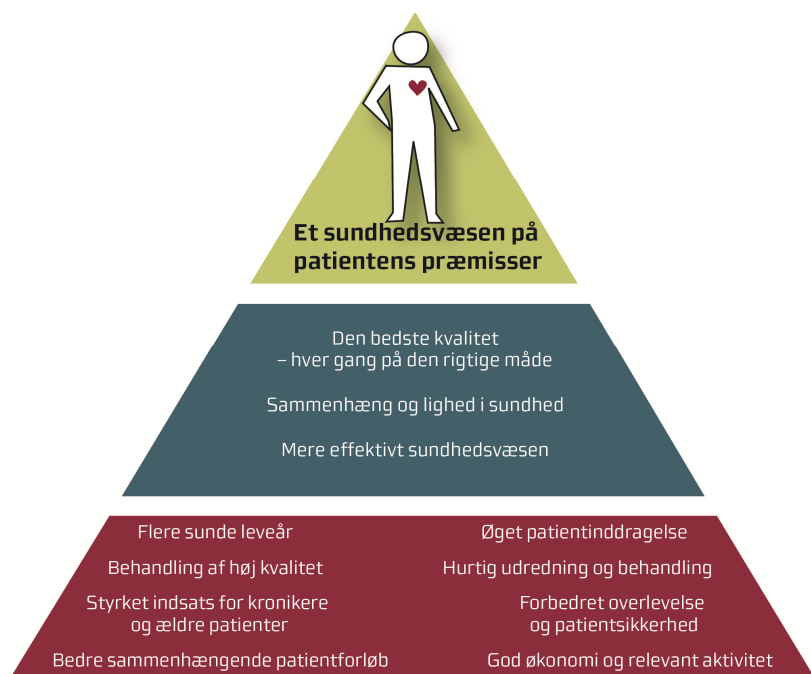 Et sundhedsvæsen på
patientens præmisser
Den bedste kvalitet
– hver gang på den rigtige måde
Sammenhæng og lighed i sundhed
Mere effektivt sundhedsvæsen
Flere sunde leveår
Behandling af høj kvalitet
Styrket indsats for kronikere
og ældre patienter
Bedre sammenhængende patientforløb
Øget patientinddragelse
Hurtig udredning og behandling
Forbedret overlevelse
og patientsikkerhed
God økonomi og relevant aktivitet